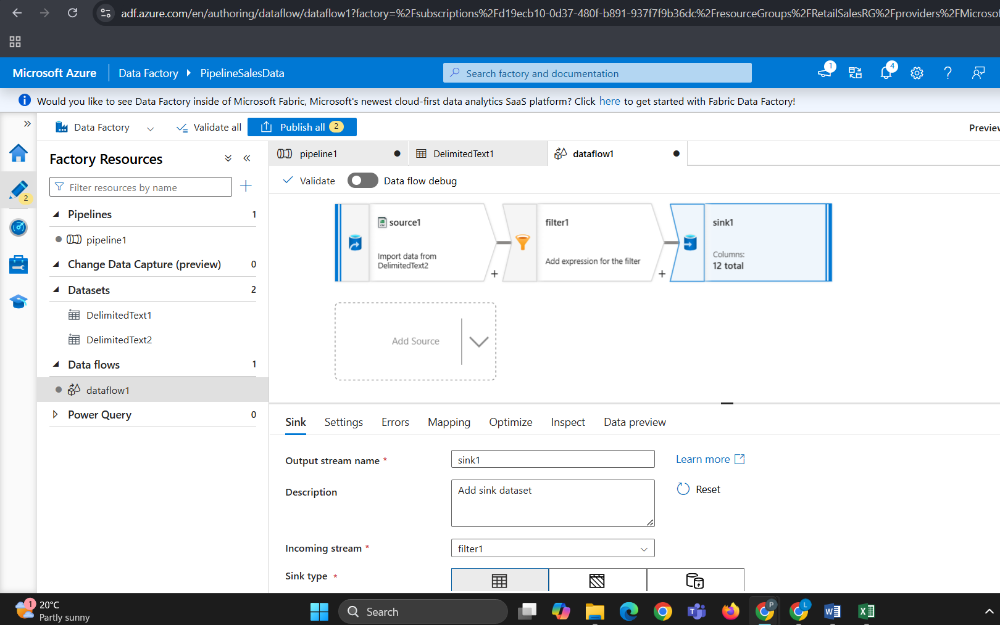 adf.azure.com/en/authoring/dataflow/dataflow1?factory=%2Fsubscriptions%2Fd19ecb10-0d37-480f-b891-937f7f9b36dc%2FresourceGroups%2FRetailSalesRG%2Fproviders%2FMicroso
Microsoft Azure Data Factory PipelineSalesData Search factory and documentation 1 4
Would you like to see Data Factory inside of Microsoft Fabric, Microsoft's newest cloud-first data analytics SaaS platform? Click here to get started with Fabric Data Factory!
Data Factory Validate all Publish all 2 Preview
Factory Resources
Filter resources by name
2
Pipelines 1
pipeline1
Change Data Capture (preview) 0
Datasets 2
DelimitedText1
DelimitedText2
Data flows 1
dataflow1
Power Query 0
pipeline1 DelimitedText1 dataflow1
Validate Data flow debug
source1
Import data from
DelimitedText2
filter1
Add expression for the filter
sink1
Columns:
12 total
Add Source
Sink Settings Errors Mapping Optimize Inspect Data preview
Output stream name * sink1 Learn more
Description Add sink dataset Reset
Incoming stream * filter1
Sink type *
1 20°C
Partly sunny
Search
P L